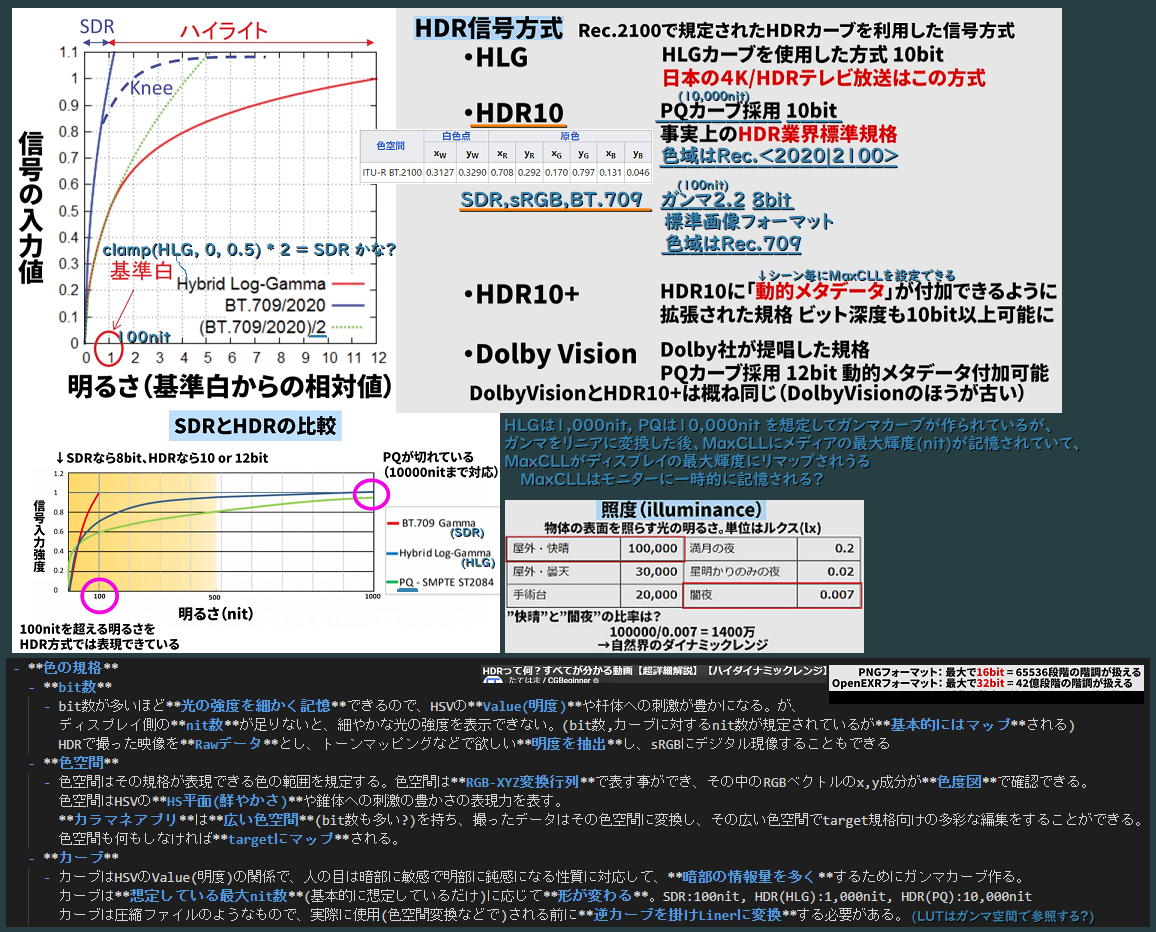 SDR
ハイライト
Knee
信号の入力値
1.1
1
0.9
0.8
0.7
0.6
0.5
0.4
0.3
0.2
0.1
0
clamp(HLG, 0, 0.5) * 2 = SDR かな?
基準白
Hybrid Log-Gamma
BT.709/2020
(BT.709/2020)/2
100nit
0 1 2 3 4 5 6 7 8 9 10 11 12
明るさ(基準白からの相対値)
HDR信号方式 Rec.2100で規定されたHDRカーブを利用した信号方式
・HLG HLGカーブを使用した方式 10bit
日本の4K/HDRテレビ放送はこの方式
(10,000nit)
・HDR10 PQカーブ採用 10bit
事実上のHDR業界標準規格
色域はRec.<2020|2100>
色空間 白色点 原色
xW yW xR yR xG yG xB yB
ITU-R BT.2100 0.3127 0.3290 0.708 0.292 0.170 0.797 0.131 0.046
(100nit)
SDR,sRGB,BT.709 ガンマ2.2 8bit
標準画像フォーマット
色域はRec.709
↓シーン毎にMaxCLLを設定できる
・HDR10+ HDR10に「動的メタデータ」が付加できるように
拡張された規格 ビット深度も10bit以上可能に
・Dolby Vision Dolby社が提唱した規格
PQカーブ採用 12bit 動的メタデータ付加可能
DolbyVisionとHDR10+は概ね同じ(DolbyVisionのほうが古い)
SDRとHDRの比較
↓SDRなら8bit、HDRなら10 or 12bit
PQが切れている
(10000nitまで対応)
信号入力強度
1.2
1
0.8
0.6
0.4
0.2
0
100 500 1000
明るさ(nit)
BT.709 Gamma
(SDR)
Hybrid Log-Gamma
(HLG)
PQ - SMPTE ST2084
100nitを超える明るさを
HDR方式では表現できている
HLGは1,000nit, PQは10,000nit を想定してガンマカーブが作られているが、
ガンマをリニアに変換した後、MaxCLLにメディアの最大輝度(nit)が記憶されていて、
MaxCLLがディスプレイの最大輝度にリマップされうる
MaxCLLはモニターに一時的に記憶される?
照度(illuminance)
物体の表面を照らす光の明るさ。単位はルクス(lx)
屋外・快晴 100,000 満月の夜 0.2
屋外・曇天 30,000 星明かりのみの夜 0.02
手術台 20,000 闇夜 0.007
”快晴”と”闇夜”の比率は?
100000/0.007 = 1400万
→自然界のダイナミックレンジ
HDRって何?すべてが分かる動画【超詳細解説】【ハイダイナミックレンジ】
たてはま / CGBeginner
PNGフォーマット: 最大で16bit = 65536段階の階調が扱える
OpenEXRフォーマット: 最大で32bit = 42億段階の階調が扱える
- **色の規格**
- **bit数**
- bit数が多いほど**光の強度を細かく記憶**できるので、HSVの**Value(明度)**や杆体への刺激が豊かになる。が、
ディスプレイ側の**nit数**が足りないと、細やかな光の強度を表示できない。(bit数,カーブに対するnit数が規定されているが**基本的にはマップ**される)
HDRで撮った映像を**Rawデータ**とし、トーンマッピングなどで欲しい**明度を抽出**し、sRGBにデジタル現像することもできる
- **色空間**
- 色空間はその規格が表現できる色の範囲を規定する。色空間は**RGB-XYZ変換行列**で表す事ができ、その中のRGBベクトルのx,y成分が**色度図**で確認できる。
色空間はHSVの**HS平面(鮮やかさ)**や錐体への刺激の豊かさの表現力を表す。
**カラマネアプリ**は**広い色空間**(bit数も多い?)を持ち、撮ったデータはその色空間に変換し、その広い色空間でtarget規格向けの多彩な編集をすることができる。
色空間も何もしなければ**targetにマップ**される。
- **カーブ**
- カーブはHSVのValue(明度)の関係で、人の目は暗部に敏感で明部に鈍感になる性質に対応して、**暗部の情報量を多く**するためにガンマカーブ作る。
カーブは**想定している最大nit数**(基本的に想定しているだけ)に応じて**形が変わる**。SDR:100nit, HDR(HLG):1,000nit, HDR(PQ):10,000nit
カーブは圧縮ファイルのようなもので、実際に使用(色空間変換などで)される前に**逆カーブを掛けLinerに変換**する必要がある。(LUTはガンマ空間で参照する?)